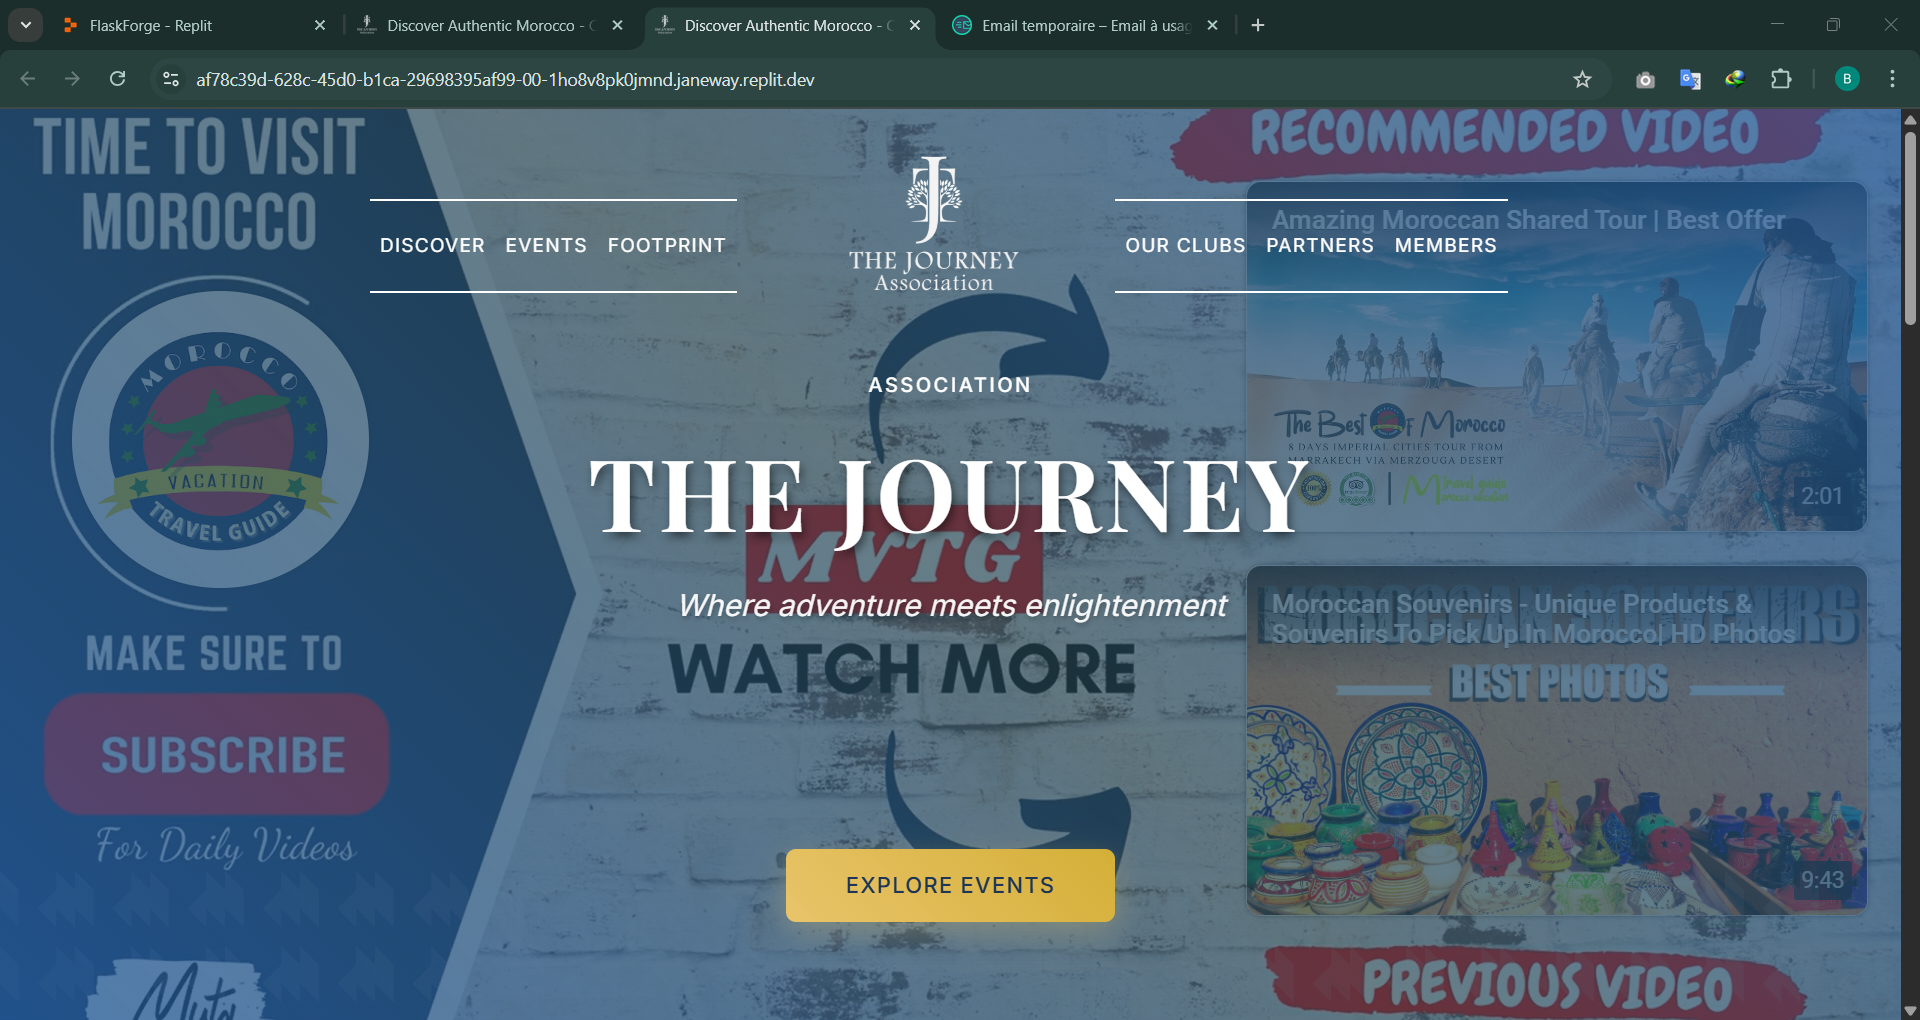 FlaskForge - Replit
Discover Authentic Morocco -
Discover Authentic Morocco -
Email temporaire – Email à usag
af78c39d-628c-45d0-b1ca-29698395af99-00-1ho8v8pk0jmnd.janeway.replit.dev
B
TIME TO VISIT
MOROCCO
MOROCCO
VACATION
TRAVEL GUIDE
MAKE SURE TO
SUBSCRIBE
For Daily Videos
DISCOVER EVENTS FOOTPRINT
THE JOURNEY
Association
OUR CLUBS PARTNERS MEMBERS
ASSOCIATION
THE JOURNEY
MVTG
Where adventure meets enlightenment
WATCH MORE
EXPLORE EVENTS
RECOMMENDED VIDEO
Amazing Moroccan Shared Tour | Best Offer
The Best Of Morocco
8 DAYS IMPERIAL CITIES TOUR FROM
MARRAKECH VIA MERZOUGA DESERT
Travel guide
2:01
MOROCCAN SOUVENIRS
Moroccan Souvenirs - Unique Products &
Souvenirs To Pick Up In Morocco| HD Photos
BEST PHOTOS
9:43
PREVIOUS VIDEO